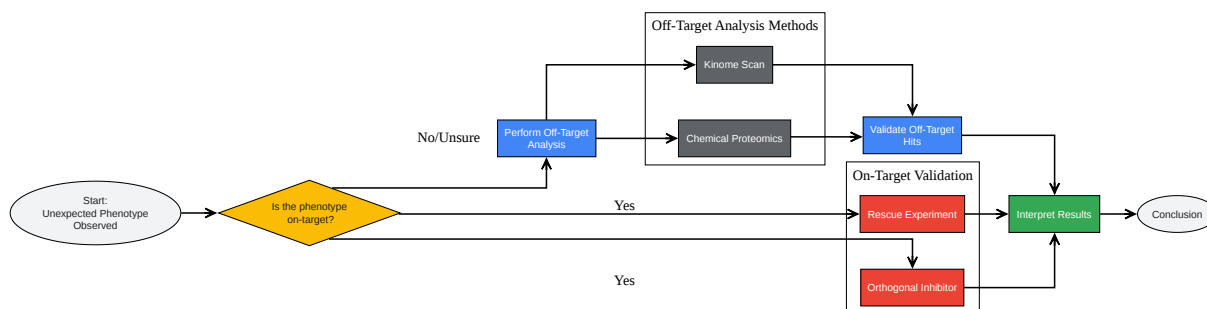 Start:
Unexpected Phenotype
Observed
Is the phenotype
on-target?
No/Unsure
Perform Off-Target
Analysis
Off-Target Analysis Methods
Kinome Scan
Chemical Proteomics
Validate Off-Target
Hits
Yes
Yes
On-Target Validation
Rescue Experiment
Orthogonal Inhibitor
Interpret Results
Conclusion